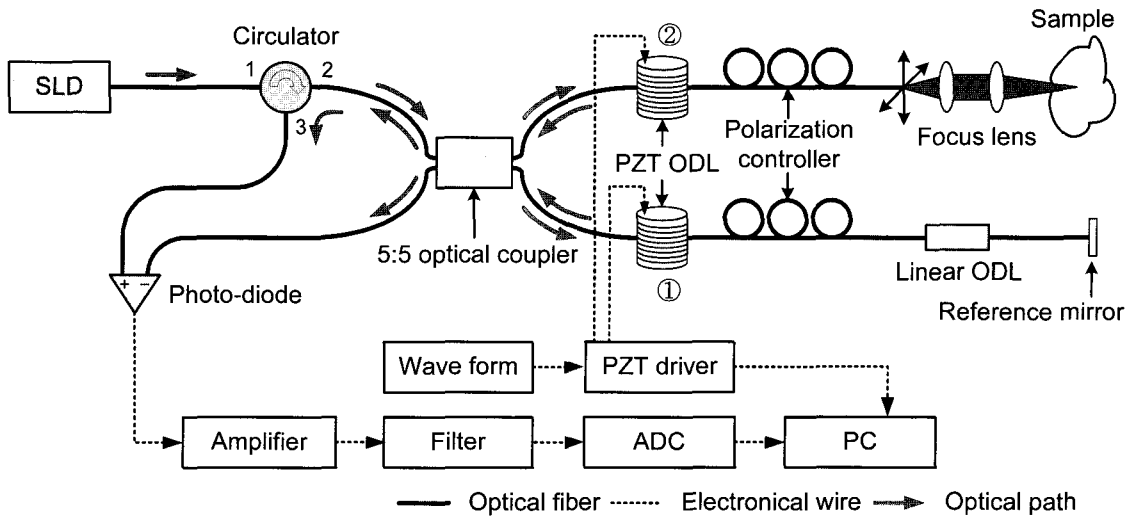 Sample
Circulator
②
SLD
1
2
3
Focus lens
Polarization
controller
PZT ODL
5:5 optical coupler
Linear ODL
①
Reference mirror
+ −
Photo-diode
Wave form
PZT driver
Amplifier
Filter
ADC
PC
Optical fiber
Electronical wire
Optical path